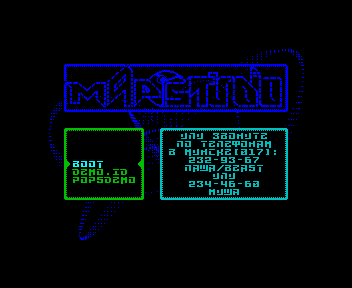 BOOT
DEMO.ID
POPSDEMO
ИЛИ ЗВОНИТЕ
ПО ТЕЛЕФОНАМ
В МИНСКЕ(017):
232-93-67
ПАША/BEAST
ИЛИ
234-46-60
МИША